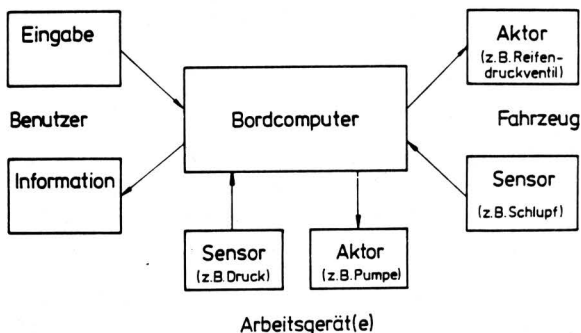 Eingabe
Benutzer
Information
Bordcomputer
Aktor
(z.B.Reifen-
druckventil)
Fahrzeug
Sensor
(z.B.Schlupf)
Sensor
(z.B.Druck)
Aktor
(z.B.Pumpe)
Arbeitsgerät(e)